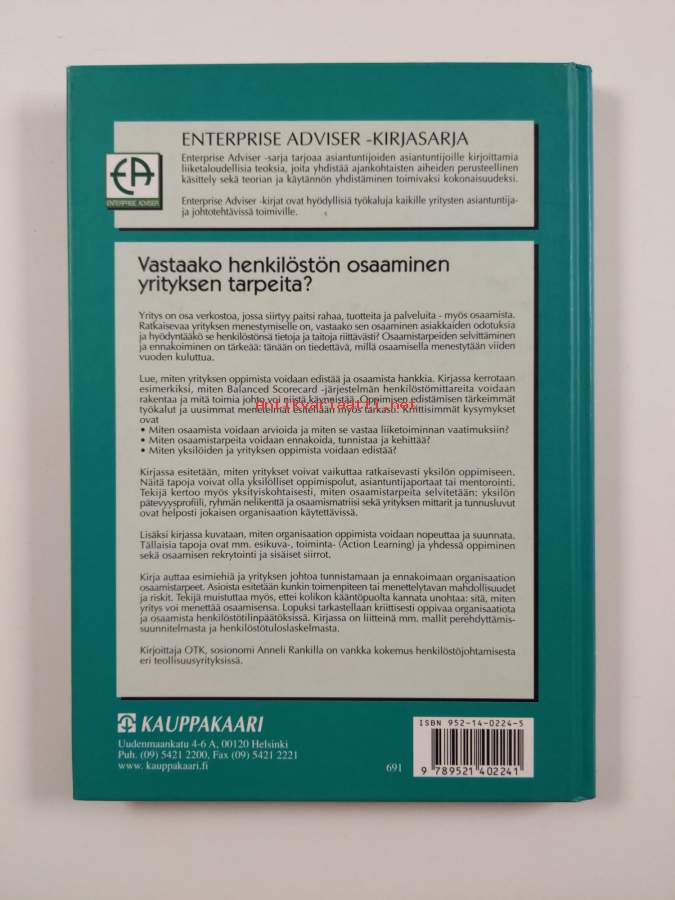 ENTERPRISE ADVISER -KIRJASARJA
Enterprise Adviser -sarja tarjoaa asiantuntijoiden asiantuntijoille kirjoittamia
liiketaloudellisia teoksia, joita yhdistää ajankohtaisten aiheiden perusteellinen
käsittely sekä teorian ja käytännön yhdistäminen toimivaksi kokonaisuudeksi.
Enterprise Adviser -kirjat ovat hyödyllisiä työkaluja kaikille yritysten asiantuntija-
ja johtotehtävissä toimiville.
EA
ENTERPRISE ADVISER
Vastaako henkilöstön osaaminen
yrityksen tarpeita?
Yritys on osa verkostoa, jossa siirtyy paitsi rahaa, tuotteita ja palveluita - myös osaamista.
Ratkaisevaa yrityksen menestymiselle on, vastaako sen osaaminen asiakkaiden odotuksia
ja hyödyntääkö se henkilöstönsä tietoja ja taitoja riittävästi? Osaamistarpeiden selvittäminen
ja ennakoiminen on tärkeää: tänään on tiedettävä, millä osaamisella menestytään viiden
vuoden kuluttua.
Lue, miten yrityksen oppimista voidaan edistää ja osaamista hankkia. Kirjassa kerrotaan
esimerkiksi, miten Balanced Scorecard -järjestelmän henkilöstömittareita voidaan
rakentaa ja mitä toimia johto voi niistä käynnistää. Oppimisen edistämisen tärkeimmät
työkalut ja uusimmat menetelmät esitellään myös tarkasti. Kriittisimmät kysymykset
ovat
• Miten osaamista voidaan arvioida ja miten se vastaa liiketoiminnan vaatimuksiin?
• Miten osaamistarpeita voidaan ennakoida, tunnistaa ja kehittää?
• Miten yksilöiden ja yrityksen oppimista voidaan edistää?
antikvariaatti.net
Kirjassa esitetään, miten yritykset voivat vaikuttaa ratkaisevasti yksilön oppimiseen.
Näitä tapoja voivat olla yksilölliset oppimispolut, asiantuntijaportaat tai mentorointi.
Tekijä kertoo myös yksityiskohtaisesti, miten osaamistarpeita selvitetään: yksilön
pätevyysprofiili, ryhmän nelikenttä ja osaamismatriisi sekä yrityksen mittarit ja tunnusluvut
ovat helposti jokaisen organisaation käytettävissä.
Lisäksi kirjassa kuvataan, miten organisaation oppimista voidaan nopeuttaa ja suunnata.
Tällaisia tapoja ovat mm. esikuva-, toiminta- (Action Learning) ja yhdessä oppiminen
sekä osaamisen rekrytointi ja sisäiset siirrot.
Kirja auttaa esimiehiä ja yrityksen johtoa tunnistamaan ja ennakoimaan organisaation
osaamistarpeet. Asioista esitetään kunkin toimenpiteen tai menettelytavan mahdollisuudet
ja riskit. Tekijä muistuttaa myös, ettei kolikon kääntöpuolta kannata unohtaa: sitä, miten
yritys voi menettää osaamisensa. Lopuksi tarkastellaan kriittisesti oppivaa organisaatiota
ja osaamista henkilöstötilinpäätöksissä. Kirjassa on liitteinä mm. mallit perehdyttämis-
suunnitelmasta ja henkilöstötuloslaskelmasta.
Kirjoittaja OTK, sosionomi Anneli Rankilla on vankka kokemus henkilöstöjohtamisesta
eri teollisuusyrityksissä.
KAUPPAKAARI
Uudenmaankatu 4-6 A, 00120 Helsinki
Puh. (09) 5421 2200, Fax (09) 5421 2221
www. kauppakaari.fi
691
ISBN 952-14-0224-5
9 789521 402241